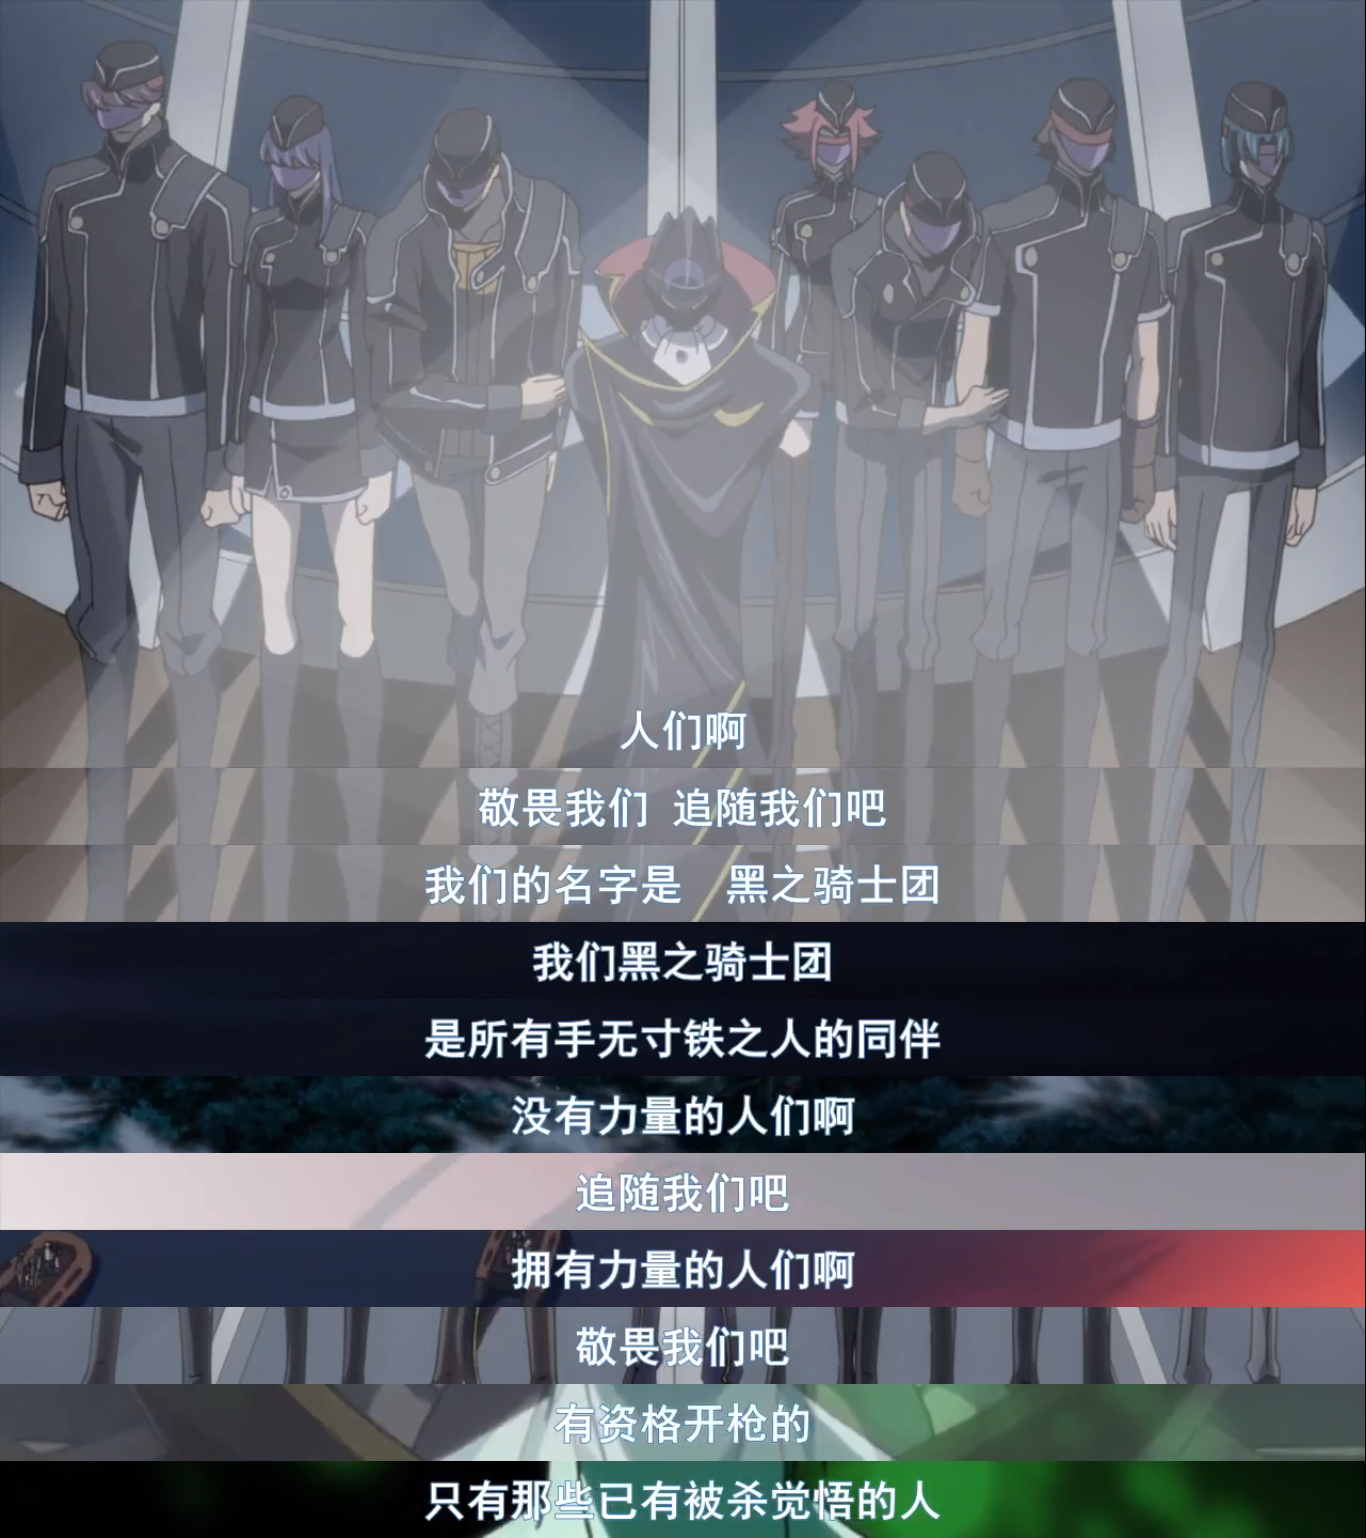 人们啊
敬畏我们 追随我们吧
我们的名字是 黑之骑士团
我们黑之骑士团
是所有手无寸铁之人的同伴
没有力量的人们啊
追随我们吧
拥有力量的人们啊
敬畏我们吧
有资格开枪的
只有那些已有被杀觉悟的人